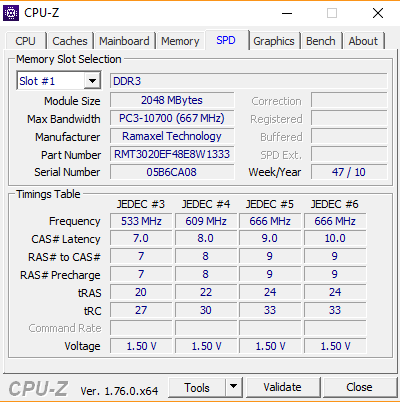 CPU-Z
CPU Caches Mainboard Memory SPD Graphics Bench About
Memory Slot Selection
Slot #1 DDR3
Module Size 2048 MBytes Correction
Max Bandwidth PC3-10700 (667 MHz) Registered
Manufacturer Ramaxel Technology Buffered
Part Number RMT3020EF48E8W1333 SPD Ext.
Serial Number 05B6CA08 Week/Year 47 / 10
Timings Table
JEDEC #3 JEDEC #4 JEDEC #5 JEDEC #6
Frequency 533 MHz 609 MHz 666 MHz 666 MHz
CAS# Latency 7.0 8.0 9.0 10.0
RAS# to CAS# 7 8 9 9
RAS# Precharge 7 8 9 9
tRAS 20 22 24 24
tRC 27 30 33 33
Command Rate
Voltage 1.50 V 1.50 V 1.50 V 1.50 V
CPU-Z Ver. 1.76.0.x64 Tools Validate Close